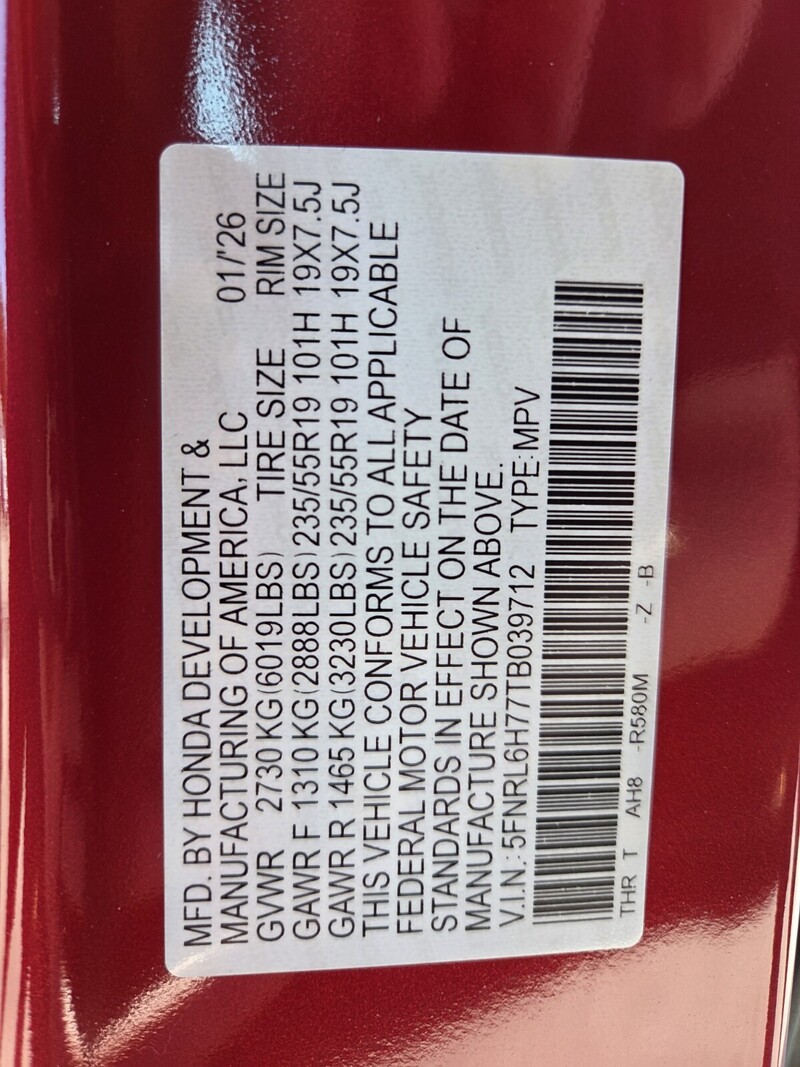 MFD. BY HONDA DEVELOPMENT &
MANUFACTURING OF AMERICA, LLC 01/'26
GVWR 2730 KG(6019LBS) TIRE SIZE RIM SIZE
GAWR F 1310 KG(2888LBS) 235/55R19 101H 19X7.5J
GAWR R 1465 KG(3230LBS) 235/55R19 101H 19X7.5J
THIS VEHICLE CONFORMS TO ALL APPLICABLE
FEDERAL MOTOR VEHICLE SAFETY
STANDARDS IN EFFECT ON THE DATE OF
MANUFACTURE SHOWN ABOVE.
V.I.N.: 5FNRL6H77TB039712 TYPE: MPV
THR T AH8 -R580M -Z -B